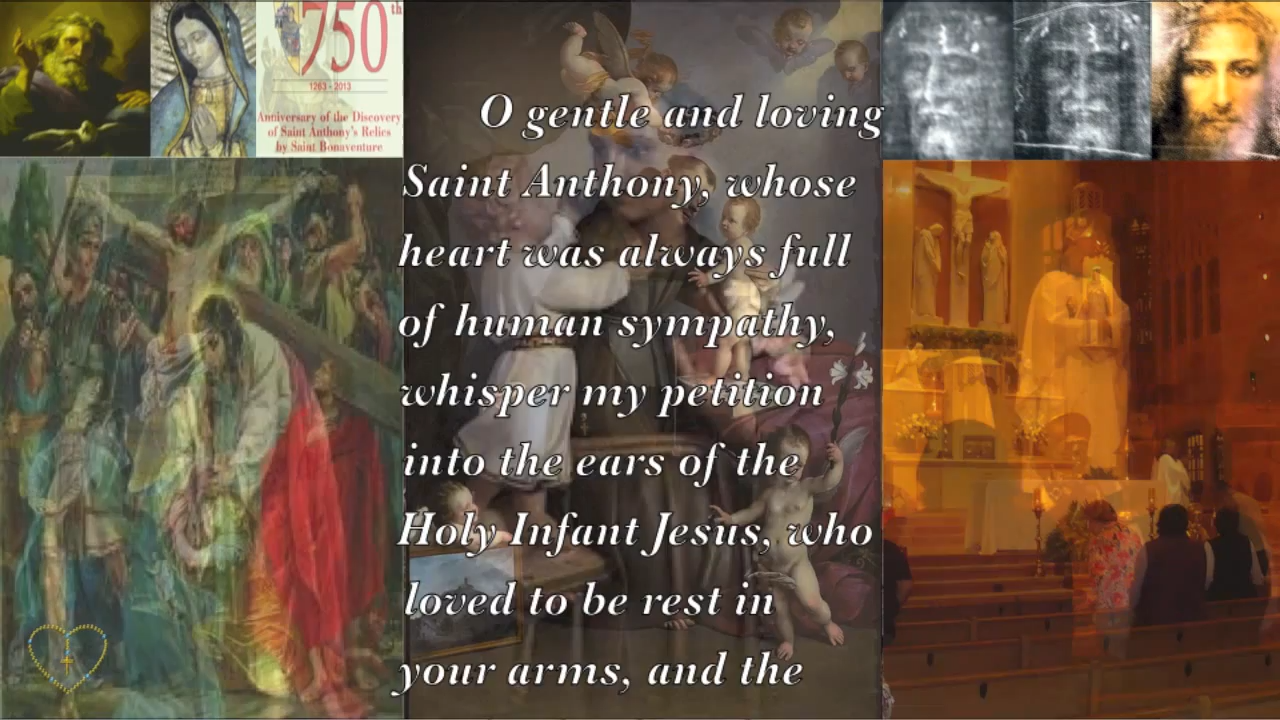 750th
1263 - 2013
Anniversary of the Discovery
of Saint Anthony's Relics
by Saint Bonaventure
O gentle and loving
Saint Anthony, whose
heart was always full
of human sympathy,
whisper my petition
into the ears of the
Holy Infant Jesus, who
loved to be rest in
your arms, and the